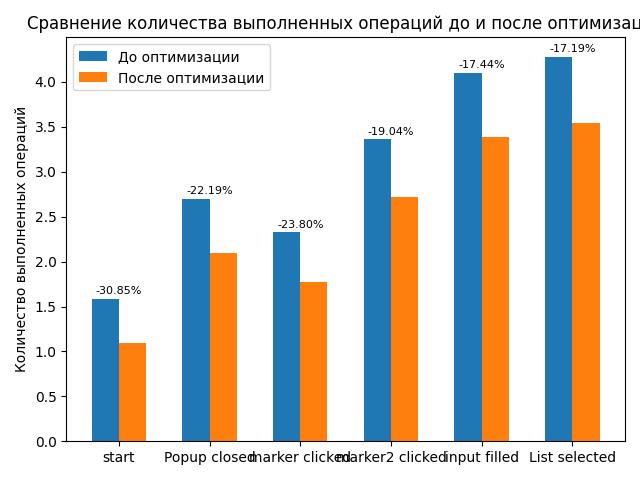 Сравнение количества выполненных операций до и после оптимизац
До оптимизации
После оптимизации
Количество выполненных операций
4.0
3.5
3.0
2.5
2.0
1.5
1.0
0.5
0.0
-30.85%
-22.19%
-23.80%
-19.04%
-17.44%
-17.19%
start
Popup closed
marker clicked
marker2 clicked
input filled
List selected